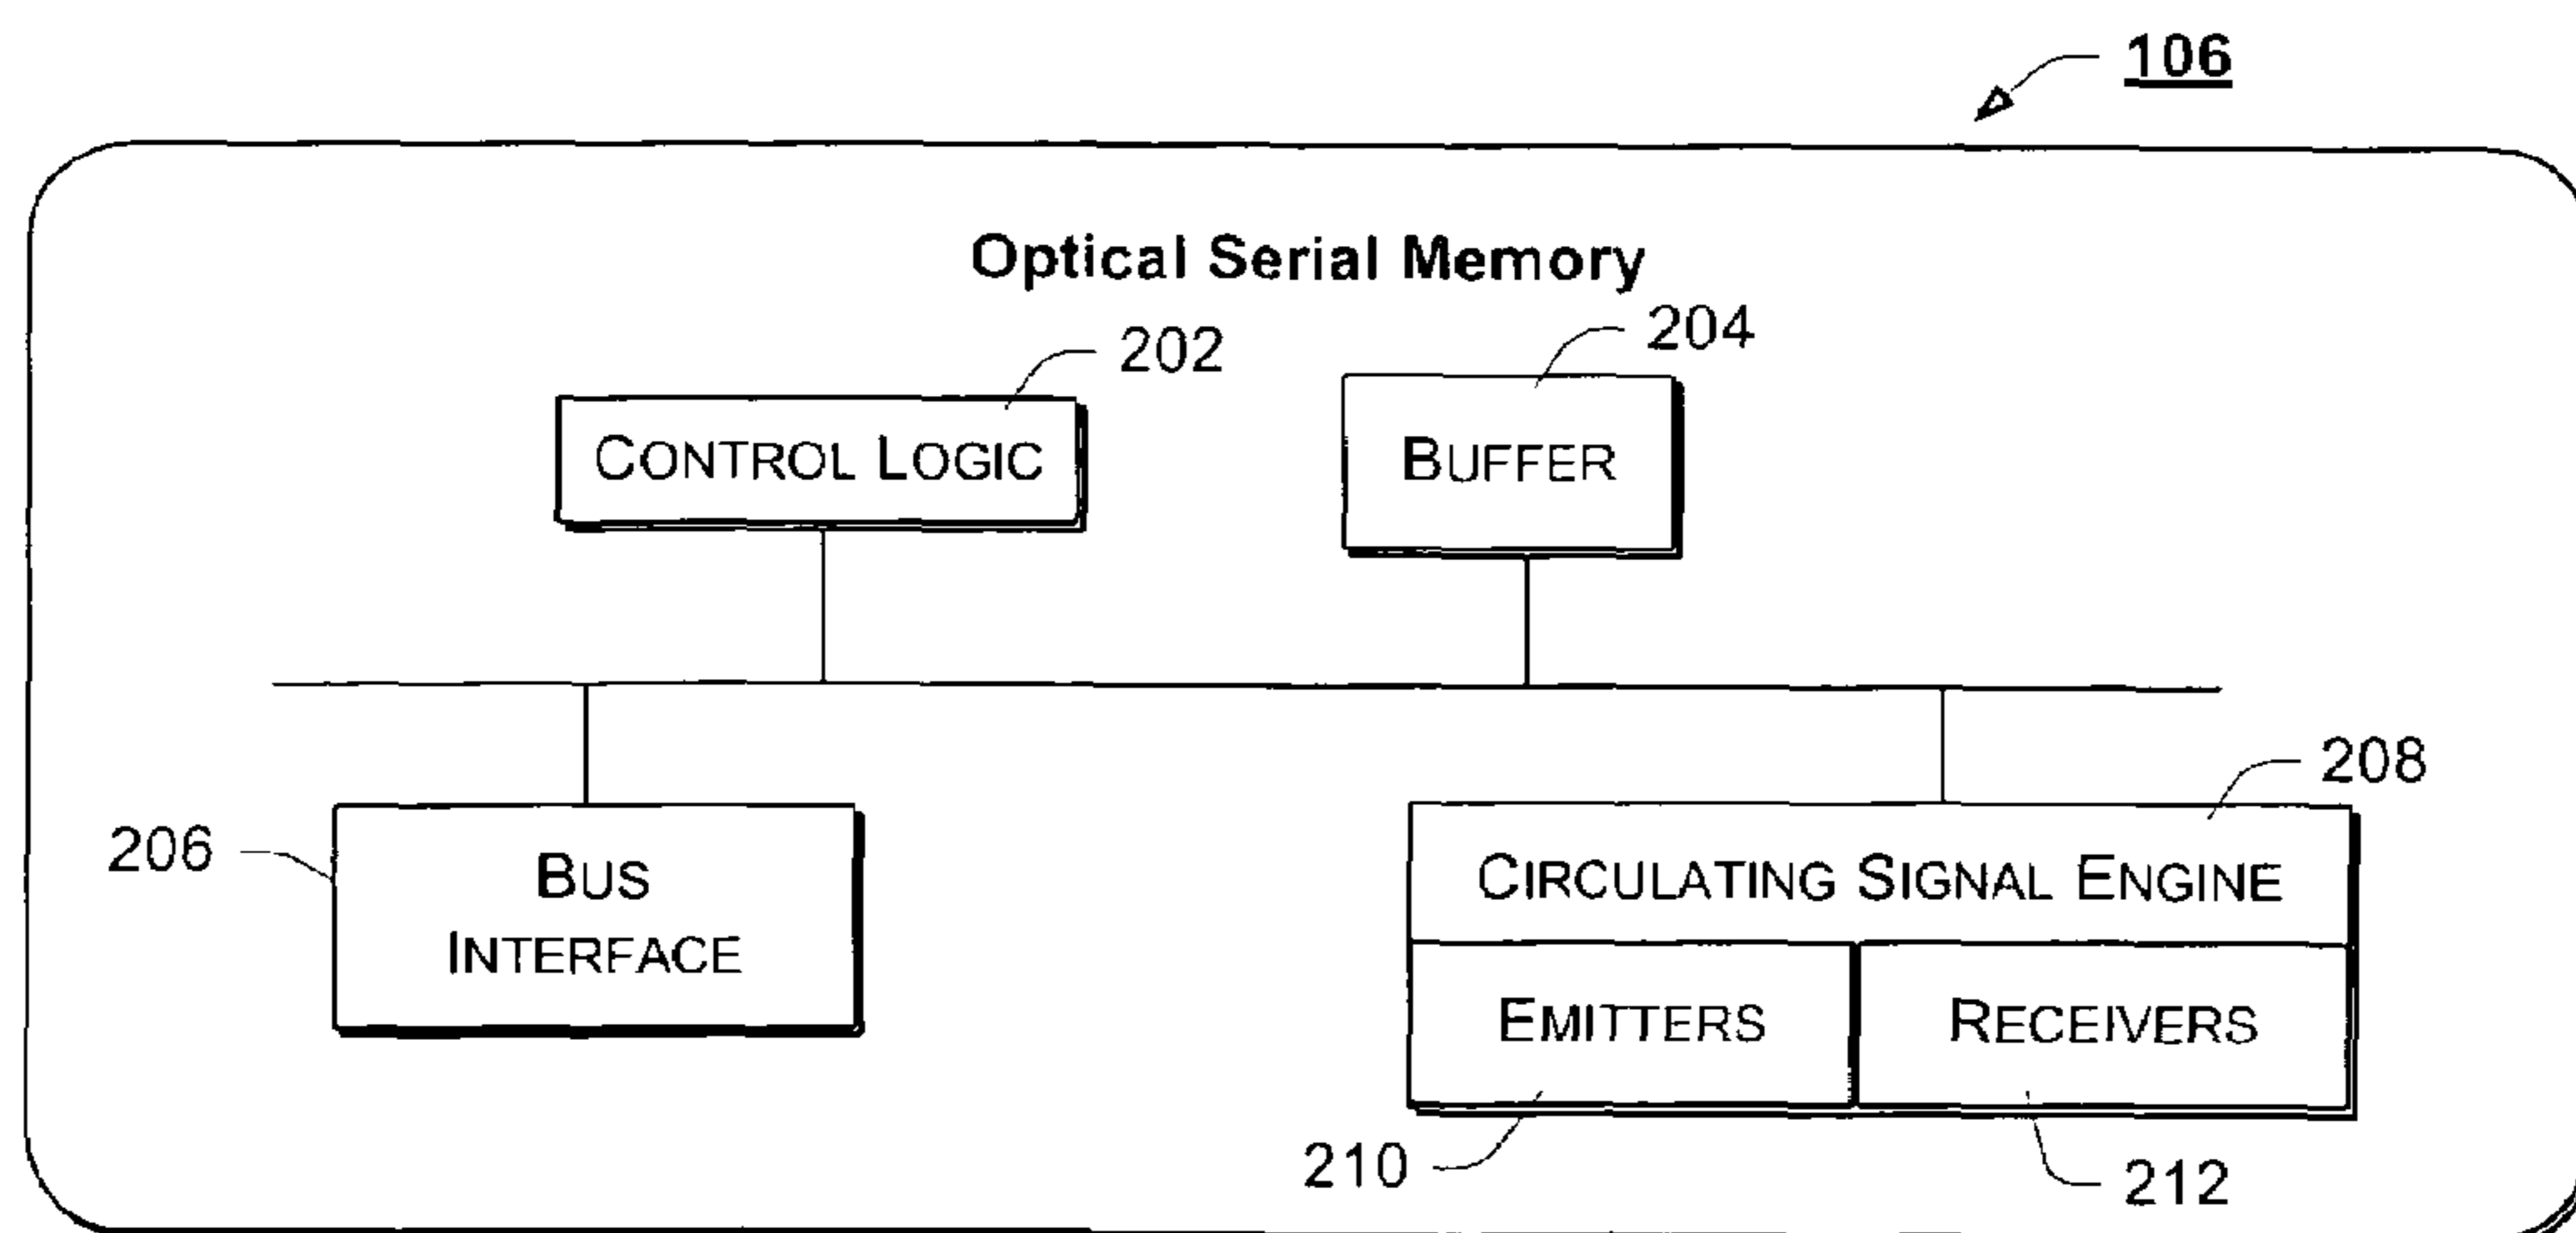 106
Optical Serial Memory
202
204
CONTROL LOGIC
BUFFER
208
206
BUS
INTERFACE
CIRCULATING SIGNAL ENGINE
EMITTERS
RECEIVERS
210
212